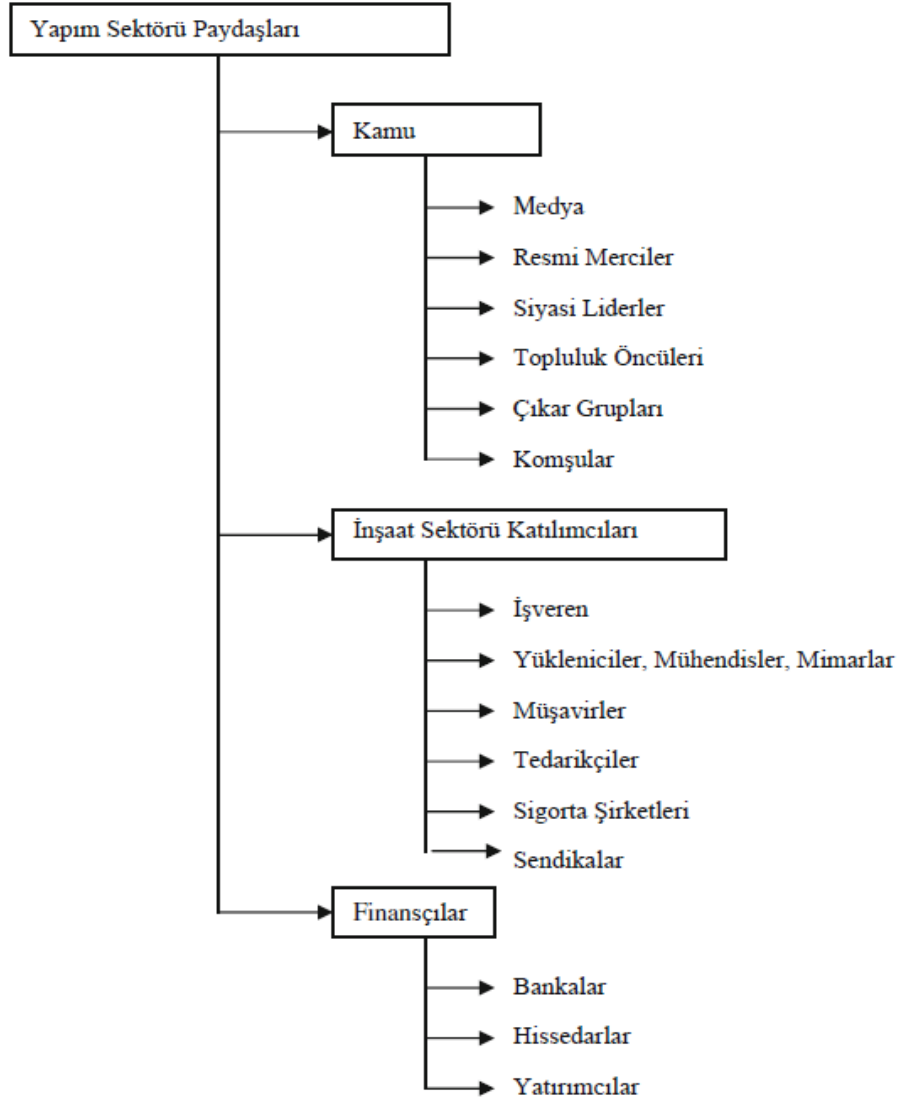 Yapım Sektörü Paydaşları
Kamu
Medya
Resmi Merciler
Siyasi Liderler
Topluluk Öncüleri
Çıkar Grupları
Komşular
İnşaat Sektörü Katılımcıları
İşveren
Yükleniciler, Mühendisler, Mimarlar
Müşavirler
Tedarikçiler
Sigorta Şirketleri
Sendikalar
Finansçılar
Bankalar
Hissedarlar
Yatırımcılar